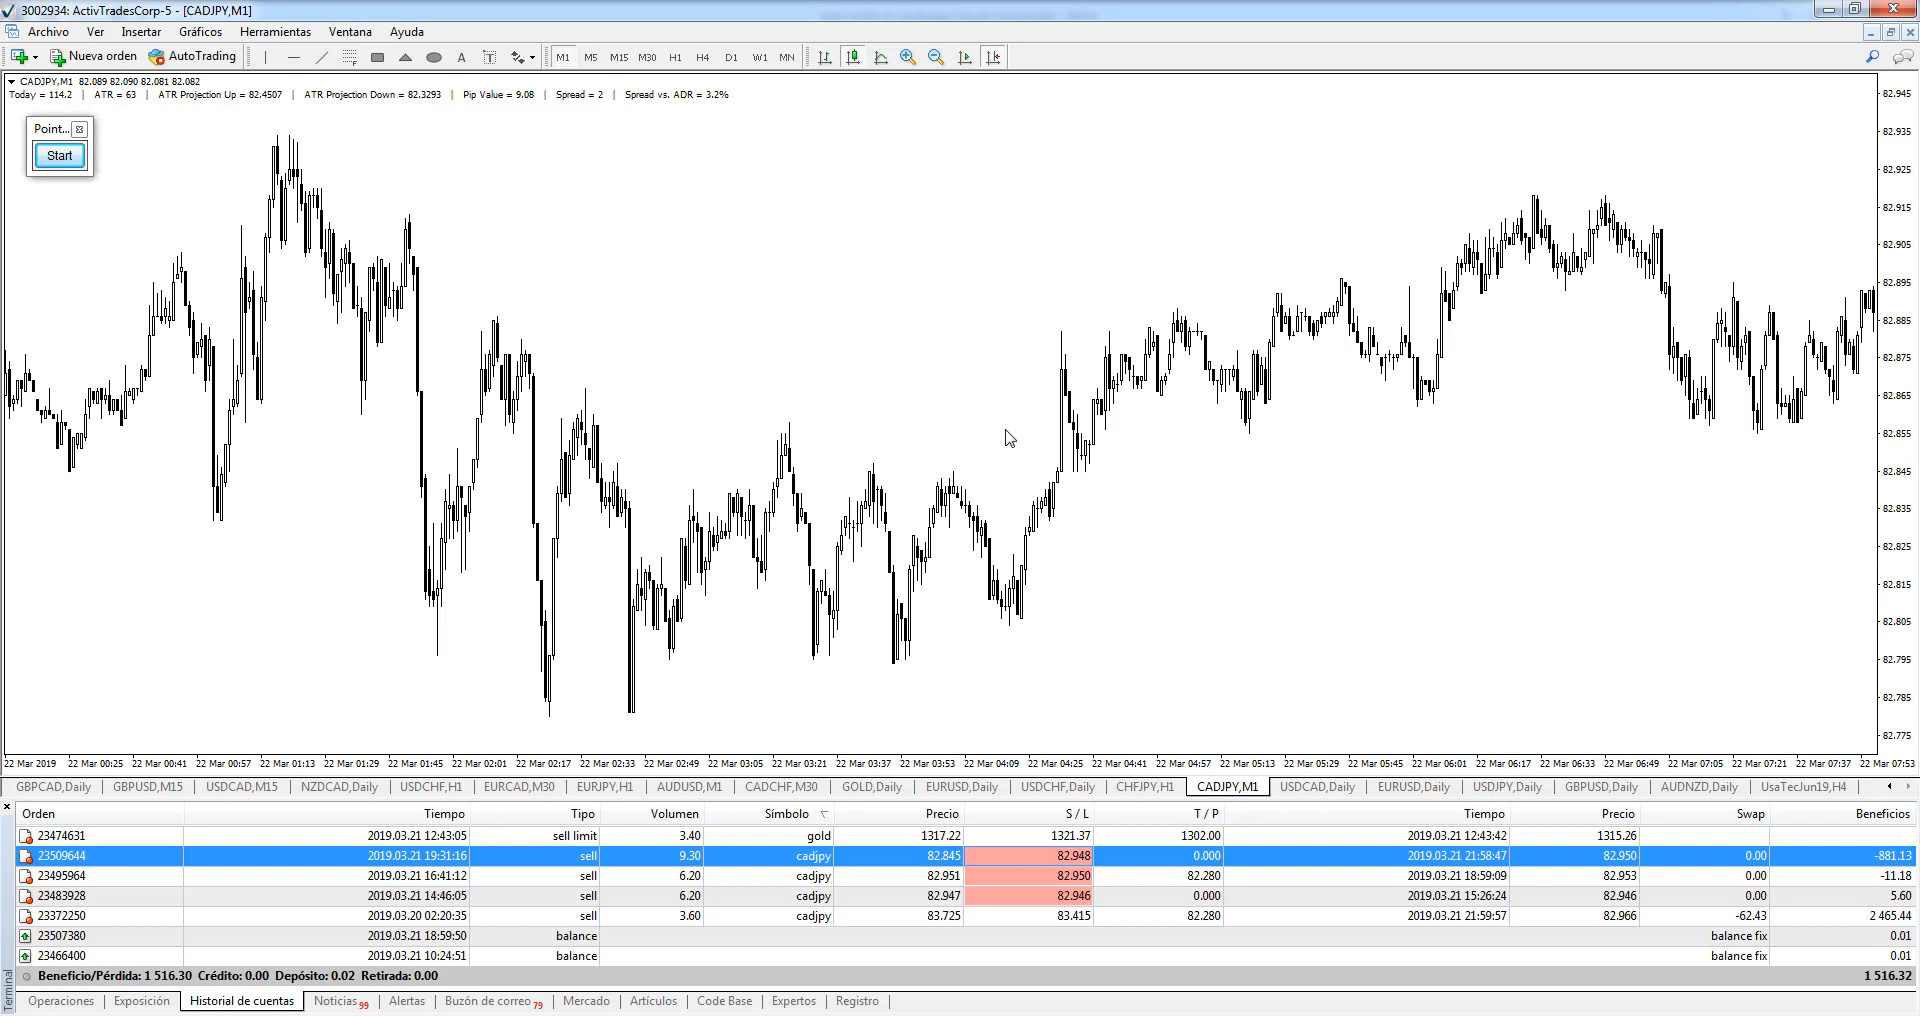 3002934: ActivTradesCorp-5 - [CADJPY,M1]
Archivo Ver Insertar Gráficos Herramientas Ventana Ayuda
Nueva orden AutoTrading A T M1 M5 M15 M30 H1 H4 D1 W1 MN
CADJPY,M1 82.089 82.090 82.081 82.082
Today = 114.2 | ATR = 63 | ATR Projection Up = 82.4507 | ATR Projection Down = 82.3293 | Pip Value = 9.08 | Spread = 2 | Spread vs. ADR = 3.2%
Point...
Start
82.945
82.935
82.925
82.915
82.905
82.895
82.885
82.875
82.865
82.855
82.845
82.835
82.825
82.815
82.805
82.795
82.785
82.775
22 Mar 2019 22 Mar 00:25 22 Mar 00:41 22 Mar 00:57 22 Mar 01:13 22 Mar 01:29 22 Mar 01:45 22 Mar 02:01 22 Mar 02:17 22 Mar 02:33 22 Mar 02:49 22 Mar 03:05 22 Mar 03:21 22 Mar 03:37 22 Mar 03:53 22 Mar 04:09 22 Mar 04:25 22 Mar 04:41 22 Mar 04:57 22 Mar 05:13 22 Mar 05:29 22 Mar 05:45 22 Mar 06:01 22 Mar 06:17 22 Mar 06:33 22 Mar 06:49 22 Mar 07:05 22 Mar 07:21 22 Mar 07:37 22 Mar 07:53
GBPCAD,Daily GBPUSD,M15 USDCAD,M15 NZDCAD,Daily USDCHF,H1 EURCAD,M30 EURJPY,H1 AUDUSD,M1 CADCHF,M30 GOLD,Daily EURUSD,Daily USDCHF,Daily CHFJPY,H1 CADJPY,M1 USDCAD,Daily EURUSD,Daily USDJPY,Daily GBPUSD,Daily AUDNZD,Daily UsaTecJun19,H4
Orden Tiempo Tipo Volumen Símbolo Precio S / L T / P Tiempo Precio Swap Beneficios
23474631 2019.03.21 12:43:05 sell limit 3.40 gold 1317.22 1321.37 1302.00 2019.03.21 12:43:42 1315.26
23509644 2019.03.21 19:31:16 sell 9.30 cadjpy 82.845 82.948 0.000 2019.03.21 21:58:47 82.950 0.00 -881.13
23495964 2019.03.21 16:41:12 sell 6.20 cadjpy 82.951 82.950 82.280 2019.03.21 18:59:09 82.953 0.00 -11.18
23483928 2019.03.21 14:46:05 sell 6.20 cadjpy 82.947 82.946 0.000 2019.03.21 15:26:24 82.946 0.00 5.60
23372250 2019.03.20 02:20:35 sell 3.60 cadjpy 83.725 83.415 82.280 2019.03.21 21:59:57 82.966 -62.43 2 465.44
23507380 2019.03.21 18:59:50 balance balance fix 0.01
23466400 2019.03.21 10:24:51 balance balance fix 0.01
Beneficio/Pérdida: 1 516.30 Crédito: 0.00 Depósito: 0.02 Retirada: 0.00 1 516.32
Operaciones Exposición Historial de cuentas Noticias 99 Alertas Buzón de correo 79 Mercado Artículos Code Base Expertos Registro
Terminal